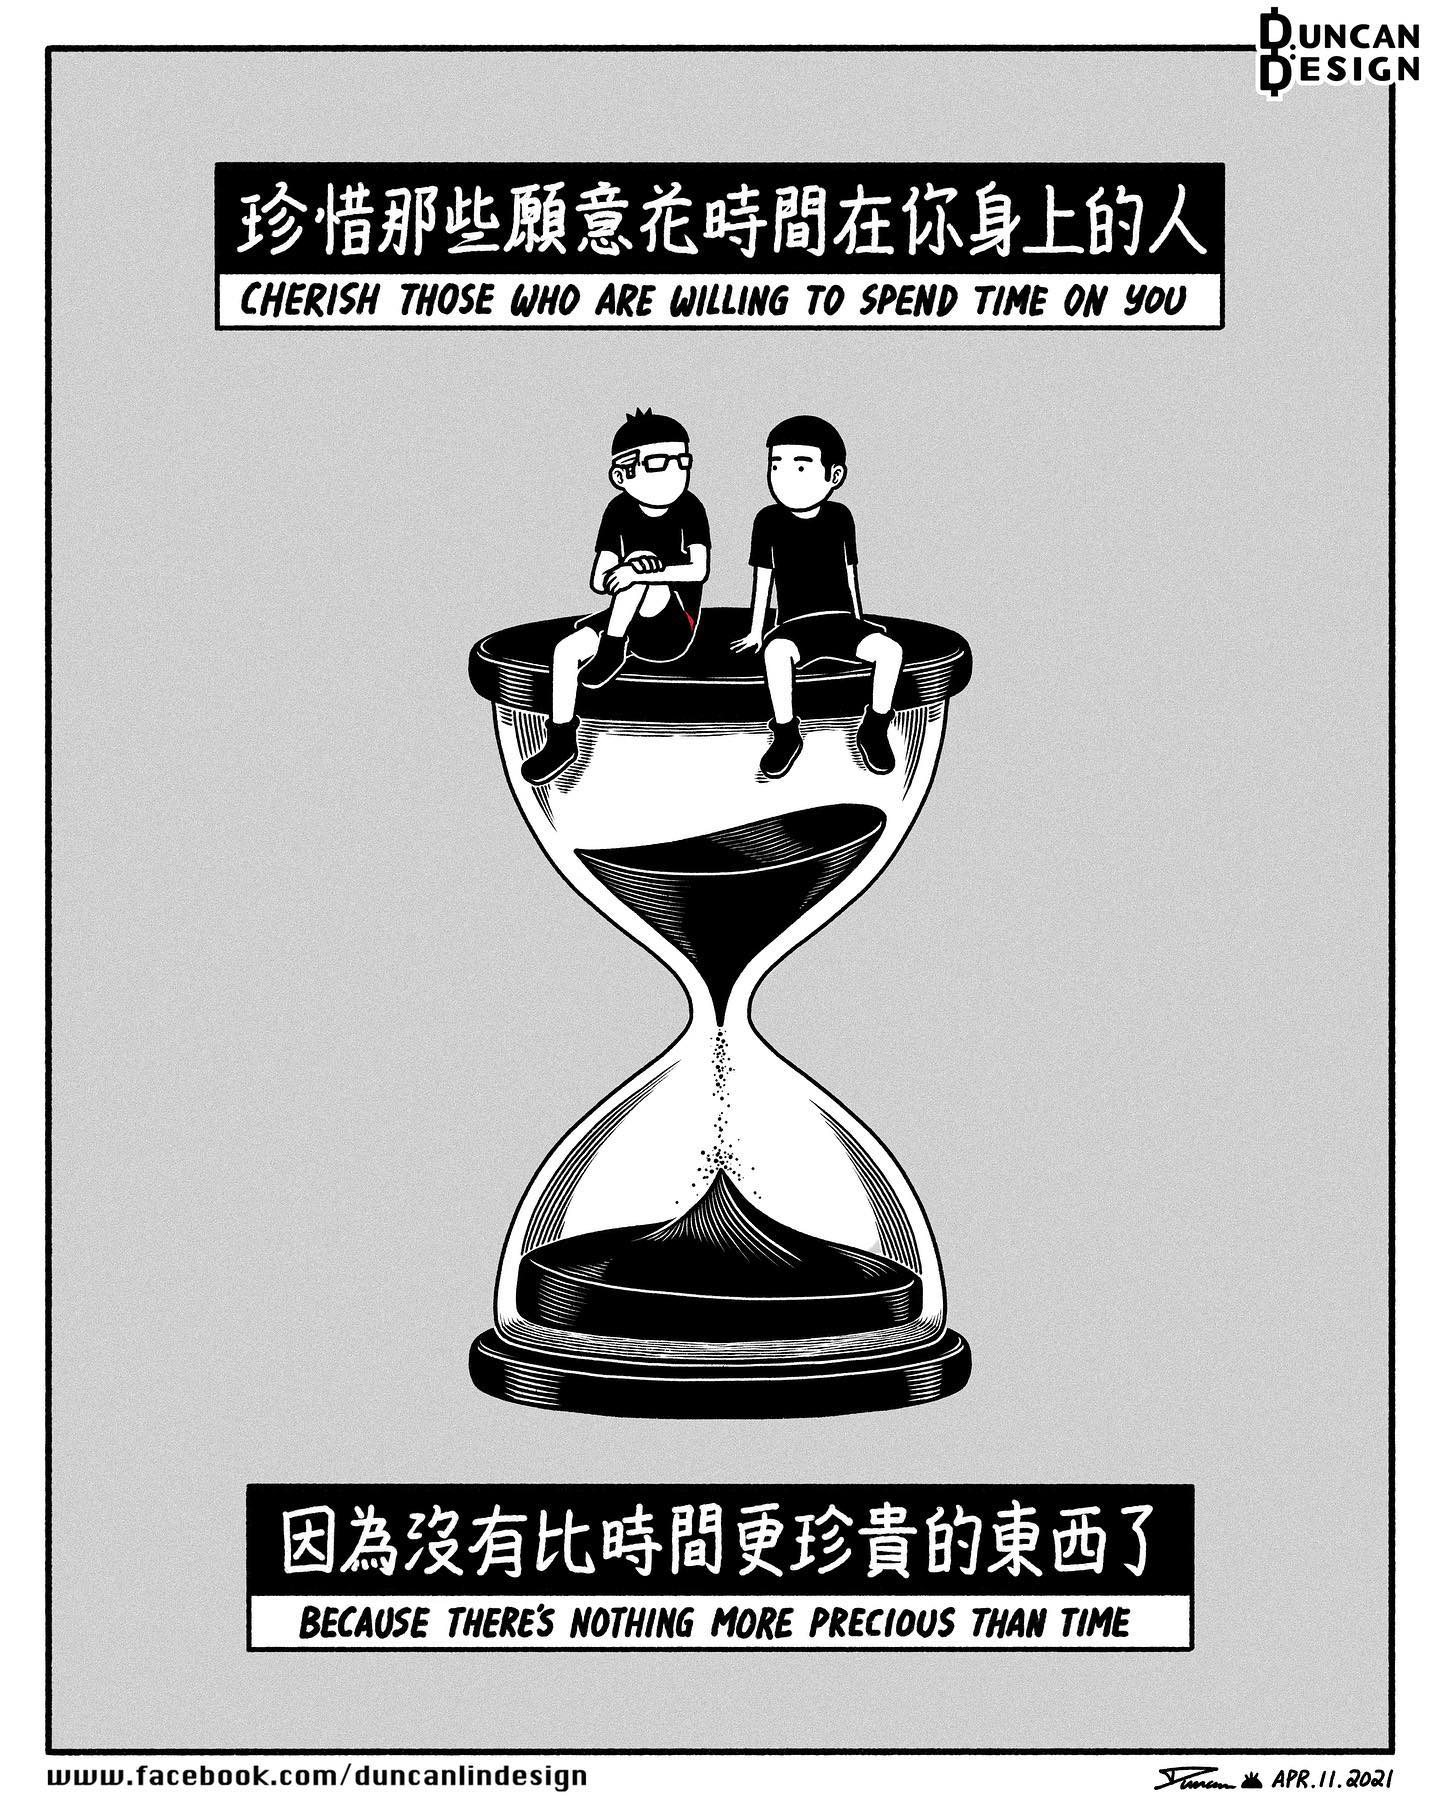 DUNCAN
DESIGN
珍惜那些願意花時間在你身上的人
CHERISH THOSE WHO ARE WILLING TO SPEND TIME ON YOU
因為沒有比時間更珍貴的東西了
BECAUSE THERE'S NOTHING MORE PRECIOUS THAN TIME
www.facebook.com/duncanlindesign
Duncan APR.11.2021